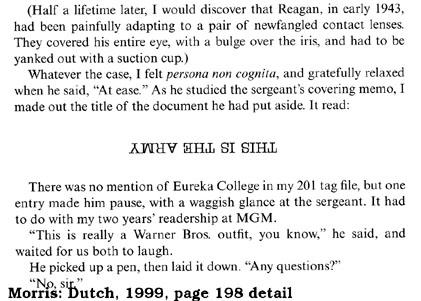 (Half a lifetime later, I would discover that Reagan, in early 1943,
had been painfully adapting to a pair of newfangled contact lenses.
They covered his entire eye, with a bulge over the iris, and had to be
yanked out with a suction cup.)
Whatever the case, I felt persona non cognita, and gratefully relaxed
when he said, “At ease.” As he studied the sergeant's covering memo, I
made out the title of the document he had put aside. It read:
THIS IS THE ARMY
There was no mention of Eureka College in my 201 tag file, but one
entry made him pause, with a waggish glance at the sergeant. It had
to do with my two years' readership at MGM.
“This is really a Warner Bros. outfit, you know,” he said, and
waited for us both to laugh.
He picked up a pen, then laid it down. “Any questions?”
“No, sir.”
Morris: Dutch, 1999, page 198 detail